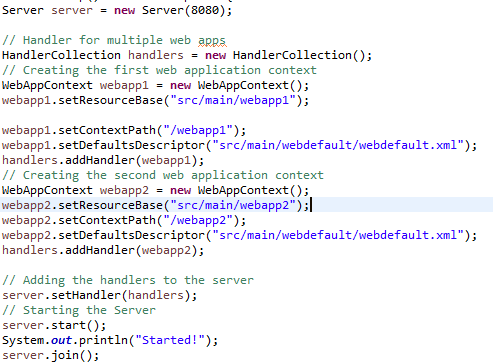 Server server = new Server(8080);
// Handler for multiple web apps
HandlerCollection handlers = new HandlerCollection();
// Creating the first web application context
WebAppContext webapp1 = new WebAppContext();
webapp1.setResourceBase("src/main/webapp1");
webapp1.setContextPath("/webapp1");
webapp1.setDefaultsDescriptor("src/main/webdefault/webdefault.xml");
handlers.addHandler(webapp1);
// Creating the second web application context
WebAppContext webapp2 = new WebAppContext();
webapp2.setResourceBase("src/main/webapp2");
webapp2.setContextPath("/webapp2");
webapp2.setDefaultsDescriptor("src/main/webdefault/webdefault.xml");
handlers.addHandler(webapp2);
// Adding the handlers to the server
server.setHandler(handlers);
// Starting the Server
server.start();
System.out.println("Started!");
server.join();